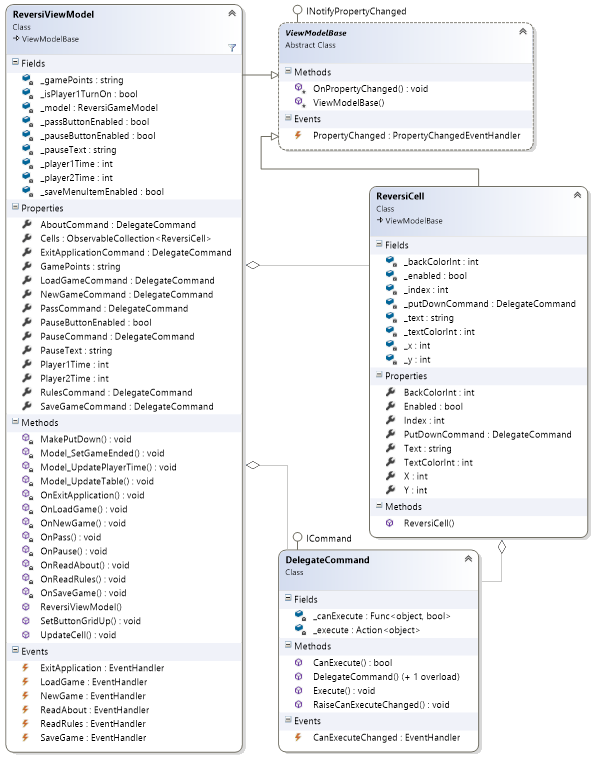 ReversiViewModel
Class
ViewModelBase
Fields
_gamePoints : string
_isPlayer1TurnOn : bool
_model : ReversiGameModel
_passButtonEnabled : bool
_pauseButtonEnabled : bool
_pauseText : string
_player1Time : int
_player2Time : int
_saveMenuItemEnabled : bool
Properties
AboutCommand : DelegateCommand
Cells : ObservableCollection<ReversiCell>
ExitApplicationCommand : DelegateCommand
GamePoints : string
LoadGameCommand : DelegateCommand
NewGameCommand : DelegateCommand
PassCommand : DelegateCommand
PauseButtonEnabled : bool
PauseCommand : DelegateCommand
PauseText : string
Player1Time : int
Player2Time : int
RulesCommand : DelegateCommand
SaveGameCommand : DelegateCommand
Methods
MakePutDown() : void
Model_SetGameEnded() : void
Model_UpdatePlayerTime() : void
Model_UpdateTable() : void
OnExitApplication() : void
OnLoadGame() : void
OnNewGame() : void
OnPass() : void
OnPause() : void
OnReadAbout() : void
OnReadRules() : void
OnSaveGame() : void
ReversiViewModel()
SetButtonGridUp() : void
UpdateCell() : void
Events
ExitApplication : EventHandler
LoadGame : EventHandler
NewGame : EventHandler
ReadAbout : EventHandler
ReadRules : EventHandler
SaveGame : EventHandler
INotifyPropertyChanged
ViewModelBase
Abstract Class
Methods
OnPropertyChanged() : void
ViewModelBase()
Events
PropertyChanged : PropertyChangedEventHandler
ReversiCell
Class
ViewModelBase
Fields
_backColorInt : int
_enabled : bool
_index : int
_putDownCommand : DelegateCommand
_text : string
_textColorInt : int
_x : int
_y : int
Properties
BackColorInt : int
Enabled : bool
Index : int
PutDownCommand : DelegateCommand
Text : string
TextColorInt : int
X : int
Y : int
Methods
ReversiCell()
ICommand
DelegateCommand
Class
Fields
_canExecute : Func<object, bool>
_execute : Action<object>
Methods
CanExecute() : bool
DelegateCommand() (+ 1 overload)
Execute() : void
RaiseCanExecuteChanged() : void
Events
CanExecuteChanged : EventHandler